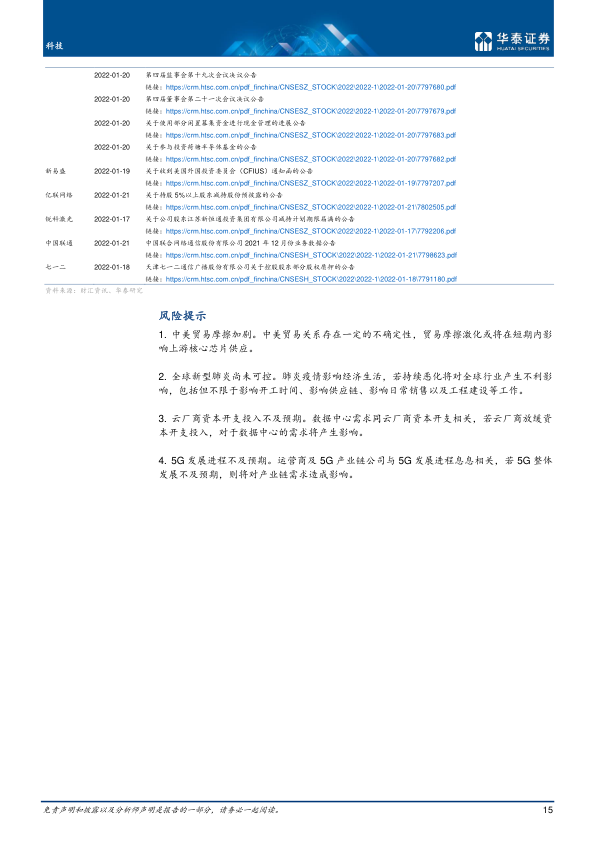 科技
华泰证券
HUATAI SECURITIES
2022-01-20 第四届监事会第十九次会议决议公告
链接：https://crm.htsc.com.cn/pdf_finchina/CNSESZ_STOCK\2022\2022-1\2022-01-20\7797680.pdf
2022-01-20 第四届董事会第二十一次会议决议公告
链接：https://crm.htsc.com.cn/pdf_finchina/CNSESZ_STOCK\2022\2022-1\2022-01-20\7797679.pdf
2022-01-20 关于使用部分闲置募集资金进行现金管理的进展公告
链接：https://crm.htsc.com.cn/pdf_finchina/CNSESZ_STOCK\2022\2022-1\2022-01-20\7797683.pdf
2022-01-20 关于参与投资荷塘半导体基金的公告
链接：https://crm.htsc.com.cn/pdf_finchina/CNSESZ_STOCK\2022\2022-1\2022-01-20\7797662.pdf
新易盛 2022-01-19 关于收到美国外国投资委员会（CFIUS）通知函的公告
链接：https://crm.htsc.com.cn/pdf_finchina/CNSESZ_STOCK\2022\2022-1\2022-01-19\7797207.pdf
亿联网络 2022-01-21 关于持股 5%以上股东减持股份预披露的公告
链接：https://crm.htsc.com.cn/pdf_finchina/CNSESZ_STOCK\2022\2022-1\2022-01-21\7802505.pdf
锐科激光 2022-01-17 关于公司股东江苏新恒通投资集团有限公司减持计划期限届满的公告
链接：https://crm.htsc.com.cn/pdf_finchina/CNSESZ_STOCK\2022\2022-1\2022-01-17\7792206.pdf
中国联通 2022-01-21 中国联合网络通信股份有限公司 2021 年 12 月份业务数据公告
链接：https://crm.htsc.com.cn/pdf_finchina/CNSESH_STOCK\2022\2022-1\2022-01-21\7798623.pdf
七一二 2022-01-18 天津七一二通信广播股份有限公司关于控股股东部分股权质押的公告
链接：https://crm.htsc.com.cn/pdf_finchina/CNSESH_STOCK\2022\2022-1\2022-01-18\7791180.pdf
资料来源：财汇资讯、华泰研究
风险提示
1. 中美贸易摩擦加剧。中美贸易关系存在一定的不确定性，贸易摩擦激化或将在短期内影
响上游核心芯片供应。
2. 全球新型肺炎尚未可控。肺炎疫情影响经济生活，若持续恶化将对全球行业产生不利影
响，包括但不限于影响开工时间、影响供应链、影响日常销售以及工程建设等工作。
3. 云厂商资本开支投入不及预期。数据中心需求同云厂商资本开支相关，若云厂商放缓资
本开支投入，对于数据中心的需求将产生影响。
4. 5G 发展进程不及预期。运营商及 5G 产业链公司与 5G 发展进程息息相关，若 5G 整体
发展不及预期，则将对产业链需求造成影响。
免责声明和披露以及分析师声明是报告的一部分，请务必一起阅读。 15